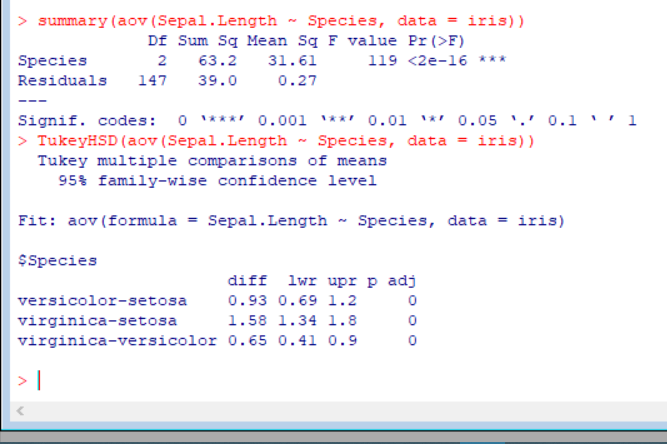 > summary(aov(Sepal.Length ~ Species, data = iris))
             Df Sum Sq Mean Sq F value Pr(>F)
Species       2   63.2   31.61     119 <2e-16 ***
Residuals   147   39.0    0.27
---
Signif. codes:  0 ‘***’ 0.001 ‘**’ 0.01 ‘*’ 0.05 ‘.’ 0.1 ‘ ’ 1
> TukeyHSD(aov(Sepal.Length ~ Species, data = iris))
  Tukey multiple comparisons of means
    95% family-wise confidence level

Fit: aov(formula = Sepal.Length ~ Species, data = iris)

$Species
                     diff  lwr upr p adj
versicolor-setosa    0.93 0.69 1.2     0
virginica-setosa     1.58 1.34 1.8     0
virginica-versicolor 0.65 0.41 0.9     0

>